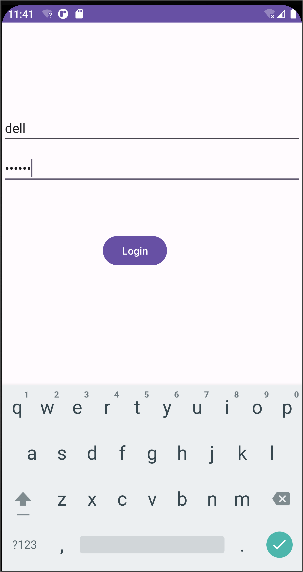 11:41
dell
••••••
Login
1 2 3 4 5 6 7 8 9 0
q w e r t y u i o p
a s d f g h j k l
z x c v b n m
?123 , .